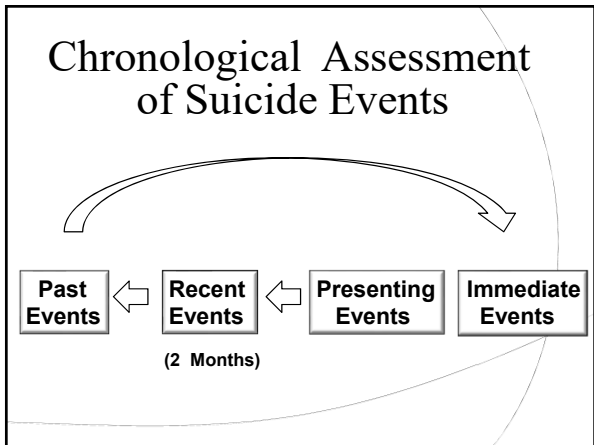 Chronological Assessment
of Suicide Events
Past
Events
Recent
Events
(2 Months)
Presenting
Events
Immediate
Events